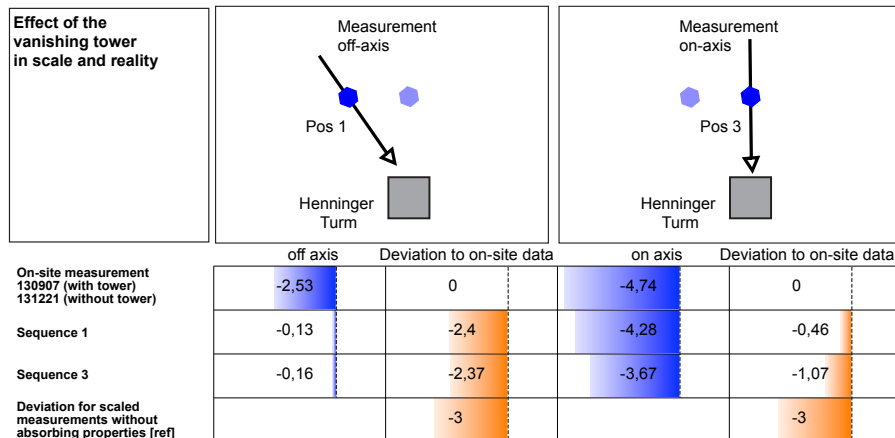 Effect of the
vanishing tower
in scale and reality
Measurement
off-axis
Pos 1
Henninger
Turm
Measurement
on-axis
Pos 3
Henninger
Turm
off axis
Deviation to on-site data
on axis
Deviation to on-site data
On-site measurement
130907 (with tower)
131221 (without tower)
-2,53
0
-4,74
0
Sequence 1
-0,13
-2,4
-4,28
-0,46
Sequence 3
-0,16
-2,37
-3,67
-1,07
Deviation for scaled
measurements without
absorbing properties [ref]
-3
-3